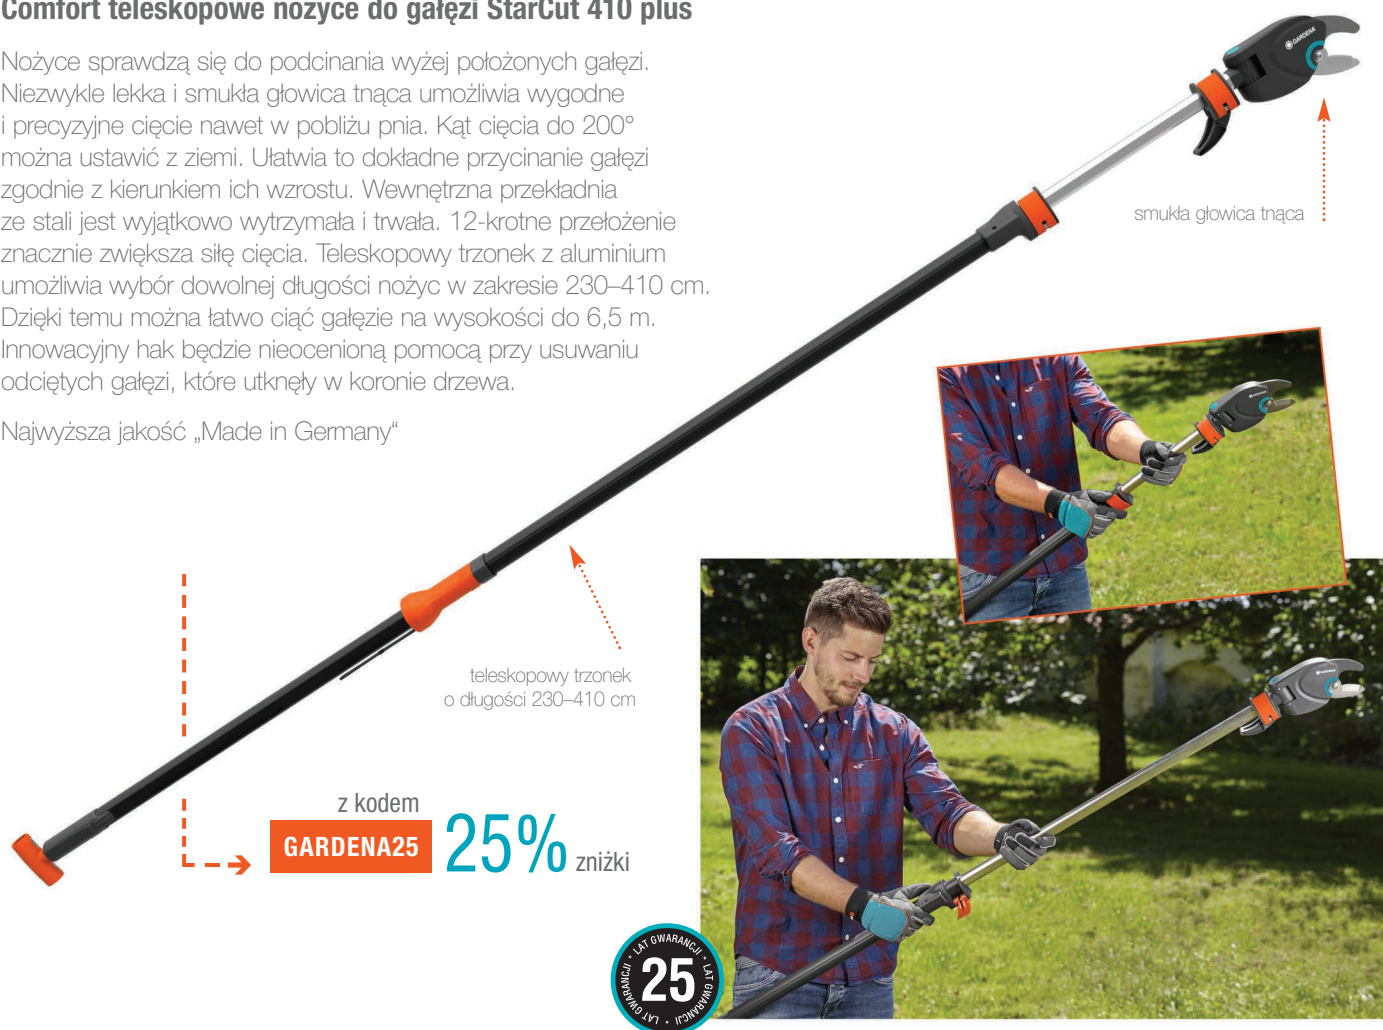 Comfort teleskopowe nożyce do gałęzi StarCut 410 plus
Nożyce sprawdzą się do podcinania wyżej położonych gałęzi.
Niezwykle lekka i smukła głowica tnąca umożliwia wygodne
i precyzyjne cięcie nawet w pobliżu pnia. Kąt cięcia do 200°
można ustawić z ziemi. Ułatwia to dokładne przycinanie gałęzi
zgodnie z kierunkiem ich wzrostu. Wewnętrzna przekładnia
ze stali jest wyjątkowo wytrzymała i trwała. 12-krotne przełożenie
znacznie zwiększa siłę cięcia. Teleskopowy trzonek z aluminium
umożliwia wybór dowolnej długości nożyc w zakresie 230–410 cm.
Dzięki temu można łatwo ciąć gałęzie na wysokości do 6,5 m.
Innowacyjny hak będzie nieocenioną pomocą przy usuwaniu
odciętych gałęzi, które utknęły w koronie drzewa.
Najwyższa jakość „Made in Germany“
GARDENA
smukła głowica tnąca
teleskopowy trzonek
o długości 230–410 cm
z kodem
GARDENA25
25%
zniżki
LAT GWARANCJI • LAT GWARANCJI • LAT GWARANCJI •
25